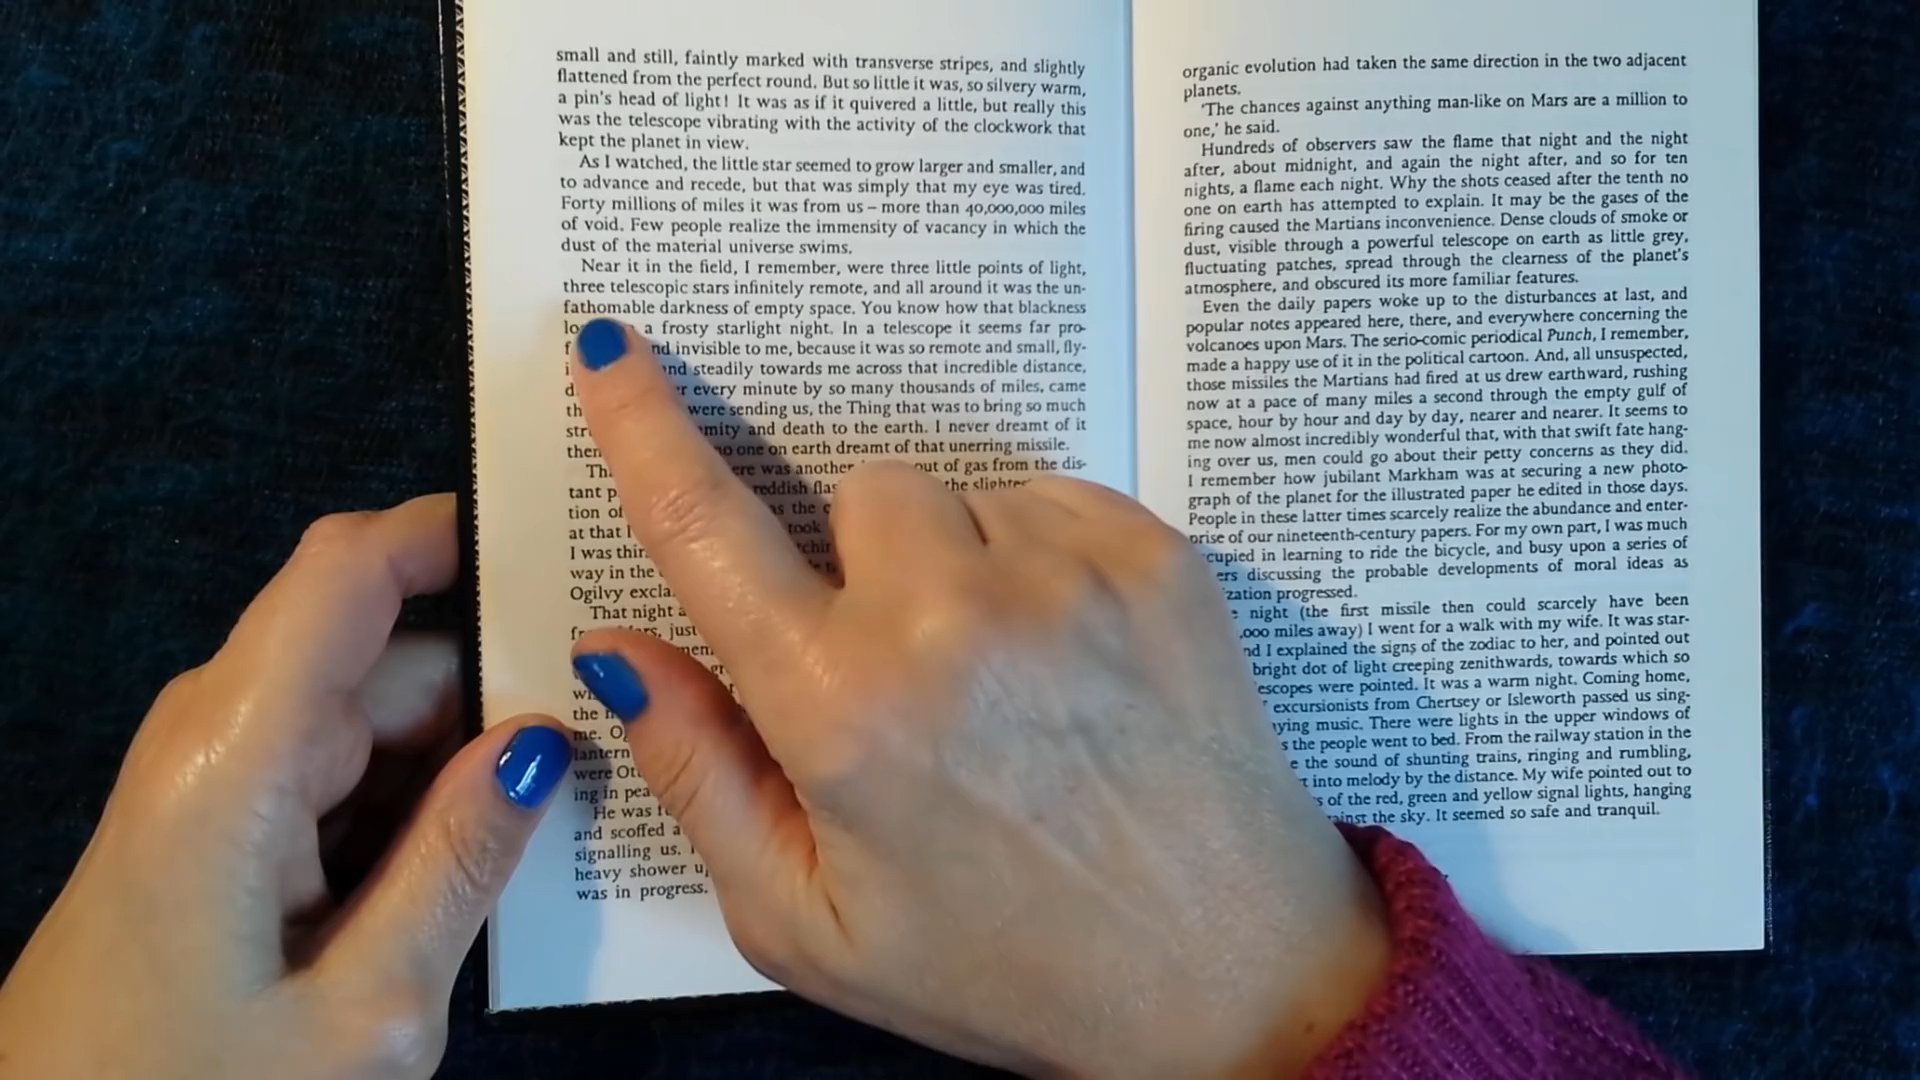 small and still, faintly marked with transverse stripes, and slightly
flattened from the perfect round. But so little it was, so silvery warm,
a pin's head of light! It was as if it quivered a little, but really this
was the telescope vibrating with the activity of the clockwork that
kept the planet in view.
As I watched, the little star seemed to grow larger and smaller, and
to advance and recede, but that was simply that my eye was tired.
Forty millions of miles it was from us – more than 40,000,000 miles
of void. Few people realize the immensity of vacancy in which the
dust of the material universe swims.
Near it in the field, I remember, were three little points of light,
three telescopic stars infinitely remote, and all around it was the un-
fathomable darkness of empty space. You know how that blackness
a frosty starlight night. In a telescope it seems far pro-
invisible to me, because it was so remote and small, fly-
and steadily towards me across that incredible distance,
every minute by so many thousands of miles, came
were sending us, the Thing that was to bring so much
and death to the earth. I never dreamt of it
no one on earth dreamt of that unerring missile.
was another out of gas from the dis-
tant reddish the
tion of as the
at that I took
I was
way in the
Ogilvy
That night
just
the
me.
lantern
were
ing in
He was
and scoffed
signalling us.
heavy shower
was in progress.
organic evolution had taken the same direction in the two adjacent
planets.
'The chances against anything man-like on Mars are a million to
one,' he said.
Hundreds of observers saw the flame that night and the night
after, about midnight, and again the night after, and so for ten
nights, a flame each night. Why the shots ceased after the tenth no
one on earth has attempted to explain. It may be the gases of the
firing caused the Martians inconvenience. Dense clouds of smoke or
dust, visible through a powerful telescope on earth as little grey,
fluctuating patches, spread through the clearness of the planet's
atmosphere, and obscured its more familiar features.
Even the daily papers woke up to the disturbances at last, and
popular notes appeared here, there, and everywhere concerning the
volcanoes upon Mars. The serio-comic periodical Punch, I remember,
made a happy use of it in the political cartoon. And, all unsuspected,
those missiles the Martians had fired at us drew earthward, rushing
now at a pace of many miles a second through the empty gulf of
space, hour by hour and day by day, nearer and nearer. It seems to
me now almost incredibly wonderful that, with that swift fate hang-
ing over us, men could go about their petty concerns as they did.
I remember how jubilant Markham was at securing a new photo-
graph of the planet for the illustrated paper he edited in those days.
People in these latter times scarcely realize the abundance and enter-
prise of our nineteenth-century papers. For my own part, I was much
in learning to ride the bicycle, and busy upon a series of
discussing the probable developments of moral ideas as
progressed.
night (the first missile then could scarcely have been
miles away) I went for a walk with my wife. It was star-
I explained the signs of the zodiac to her, and pointed out
bright dot of light creeping zenithwards, towards which so
were pointed. It was a warm night. Coming home,
excursionists from Chertsey or Isleworth passed us sing-
music. There were lights in the upper windows of
the people went to bed. From the railway station in the
the sound of shunting trains, ringing and rumbling,
into melody by the distance. My wife pointed out to
of the red, green and yellow signal lights, hanging
the sky. It seemed so safe and tranquil.